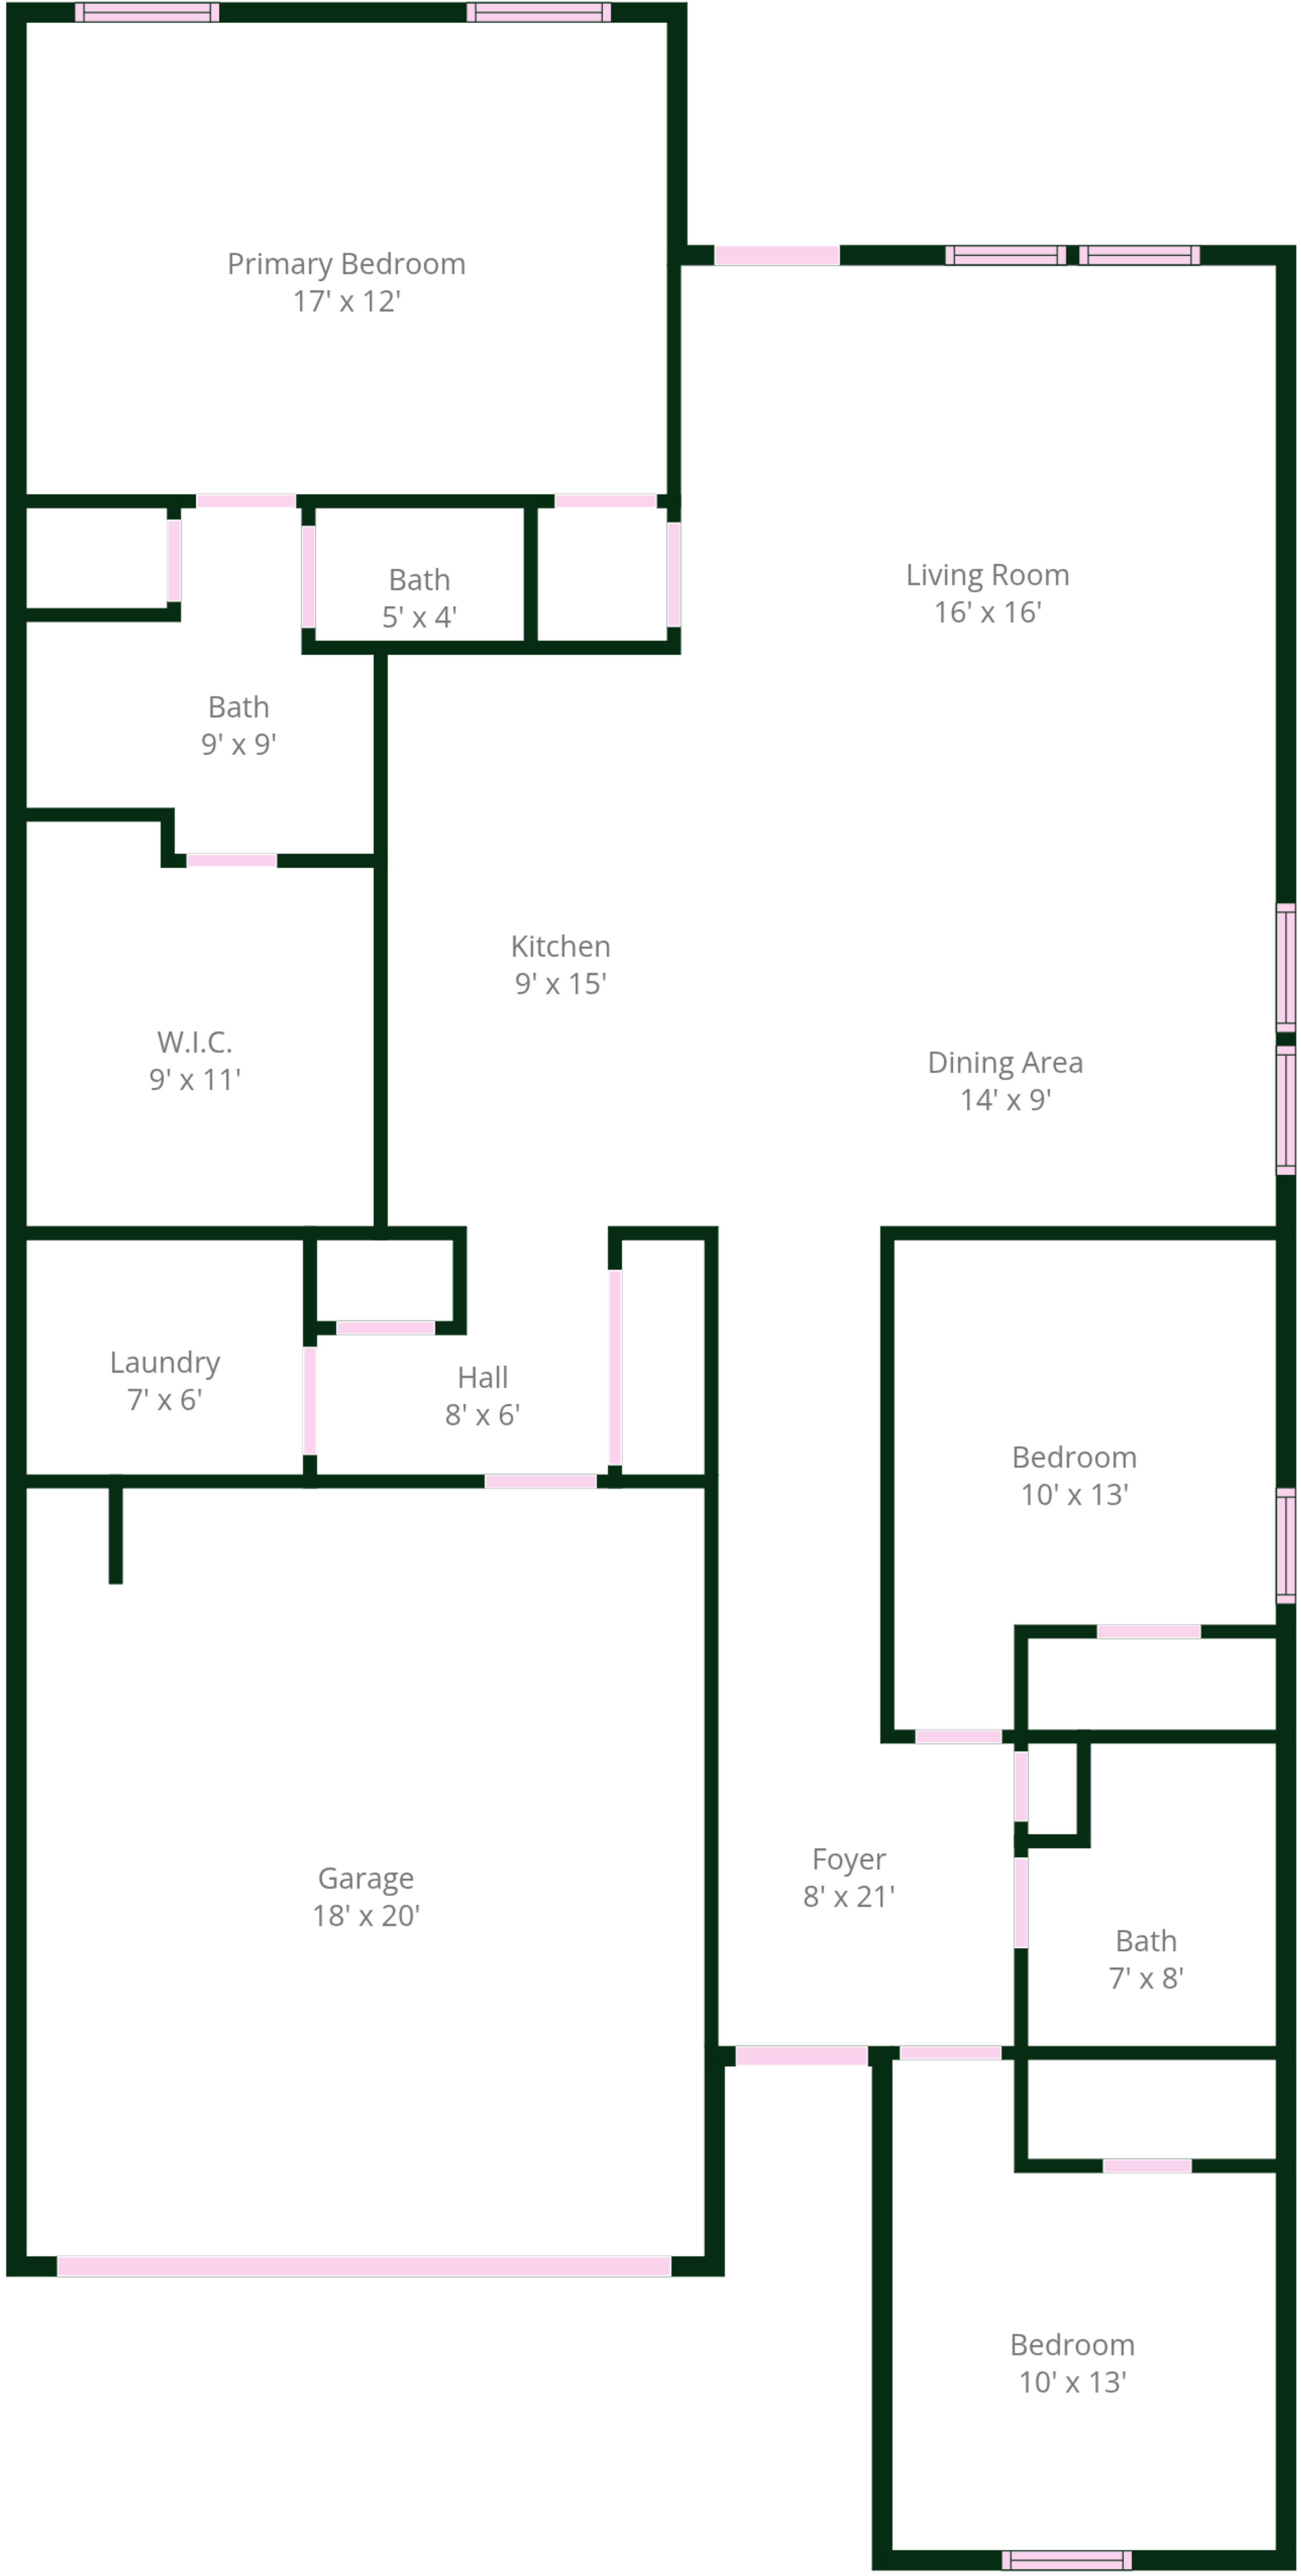 Primary Bedroom
17' x 12'
Living Room
16' x 16'
Bath
5' x 4'
Bath
9' x 9'
Kitchen
9' x 15'
W.I.C.
9' x 11'
Dining Area
14' x 9'
Laundry
7' x 6'
Hall
8' x 6'
Bedroom
10' x 13'
Garage
18' x 20'
Foyer
8' x 21'
Bath
7' x 8'
Bedroom
10' x 13'